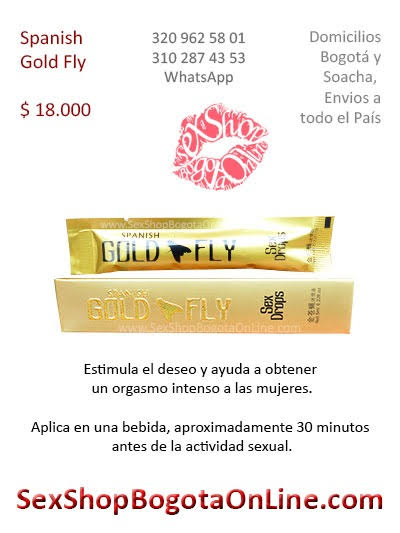 Spanish
Gold Fly
$ 18.000
320 962 58 01
310 287 43 53
WhatsApp
Domicilios
Bogotá y
Soacha,
Envios a
todo el País
SexShop
BogotaOnLine.com
SPANISH
GOLD FLY
Sex
Drops
www.SexShopBogotaOnLine.com
SPANISH
GOLD FLY
Sex
Drops
www.SexShopBogotaOnLine.com
Estimula el deseo y ayuda a obtener
un orgasmo intenso a las mujeres.
Aplica en una bebida, aproximadamente 30 minutos
antes de la actividad sexual.
SexShopBogotaOnLine.com